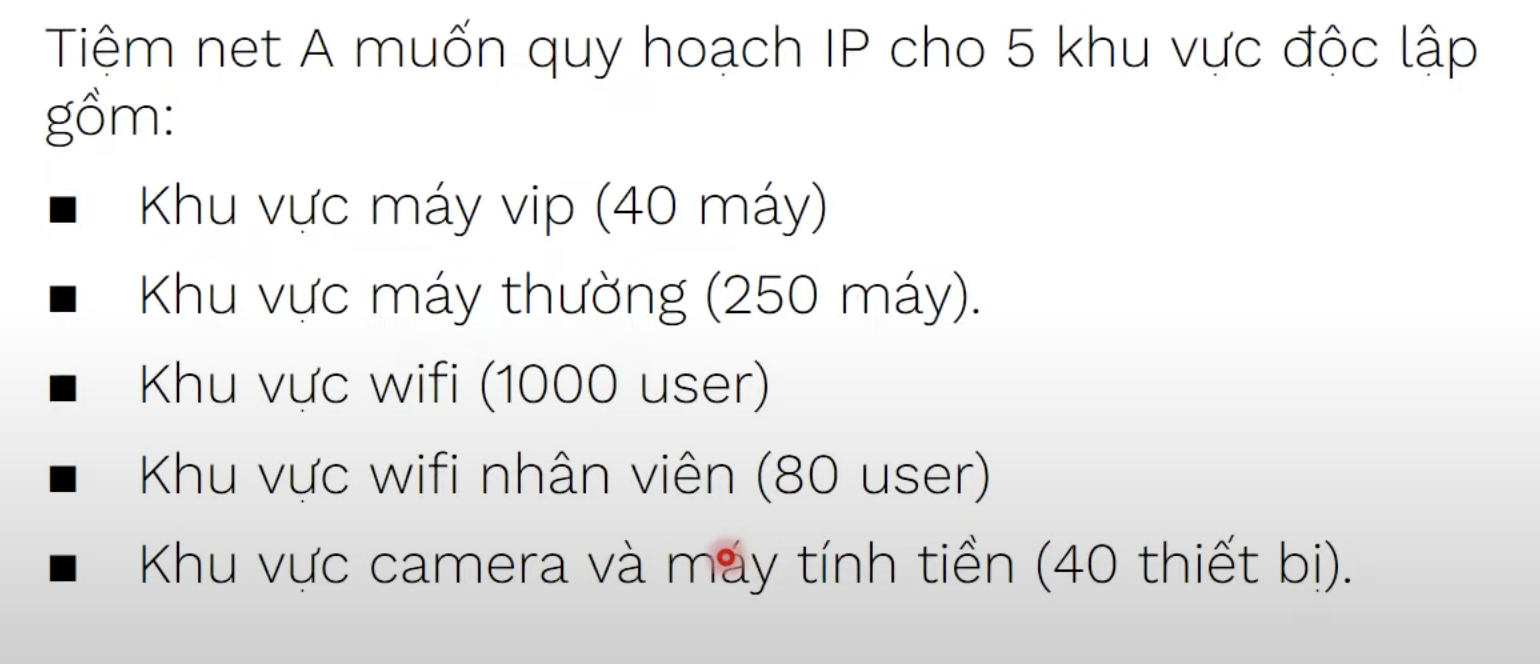 Tiệm net A muốn quy hoạch IP cho 5 khu vực độc lập
gồm:
■ Khu vực máy vip (40 máy)
■ Khu vực máy thường (250 máy).
■ Khu vực wifi (1000 user)
■ Khu vực wifi nhân viên (80 user)
■ Khu vực camera và máy tính tiền (40 thiết bị).